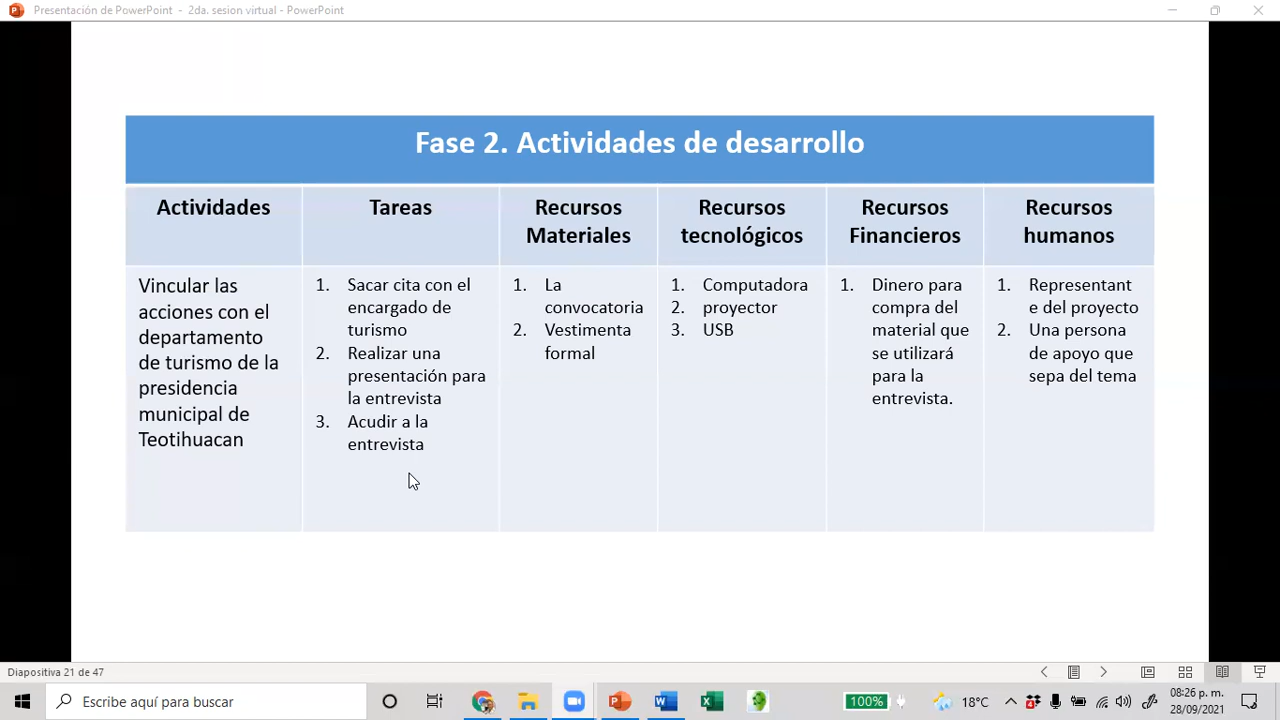 Presentación de PowerPoint - 2da. sesion virtual - PowerPoint
Fase 2. Actividades de desarrollo
Actividades
Tareas
Recursos
Materiales
Recursos
tecnológicos
Recursos
Financieros
Recursos
humanos
Vincular las
acciones con el
departamento
de turismo de la
presidencia
municipal de
Teotihuacan
1. Sacar cita con el
encargado de
turismo
2. Realizar una
presentación para
la entrevista
3. Acudir a la
entrevista
1. La
convocatoria
2. Vestimenta
formal
1. Computadora
2. proyector
3. USB
1. Dinero para
compra del
material que
se utilizará
para la
entrevista.
1. Representant
e del proyecto
2. Una persona
de apoyo que
sepa del tema
Diapositiva 21 de 47
Escribe aquí para buscar
100%
18°C
08:26 p. m.
28/09/2021